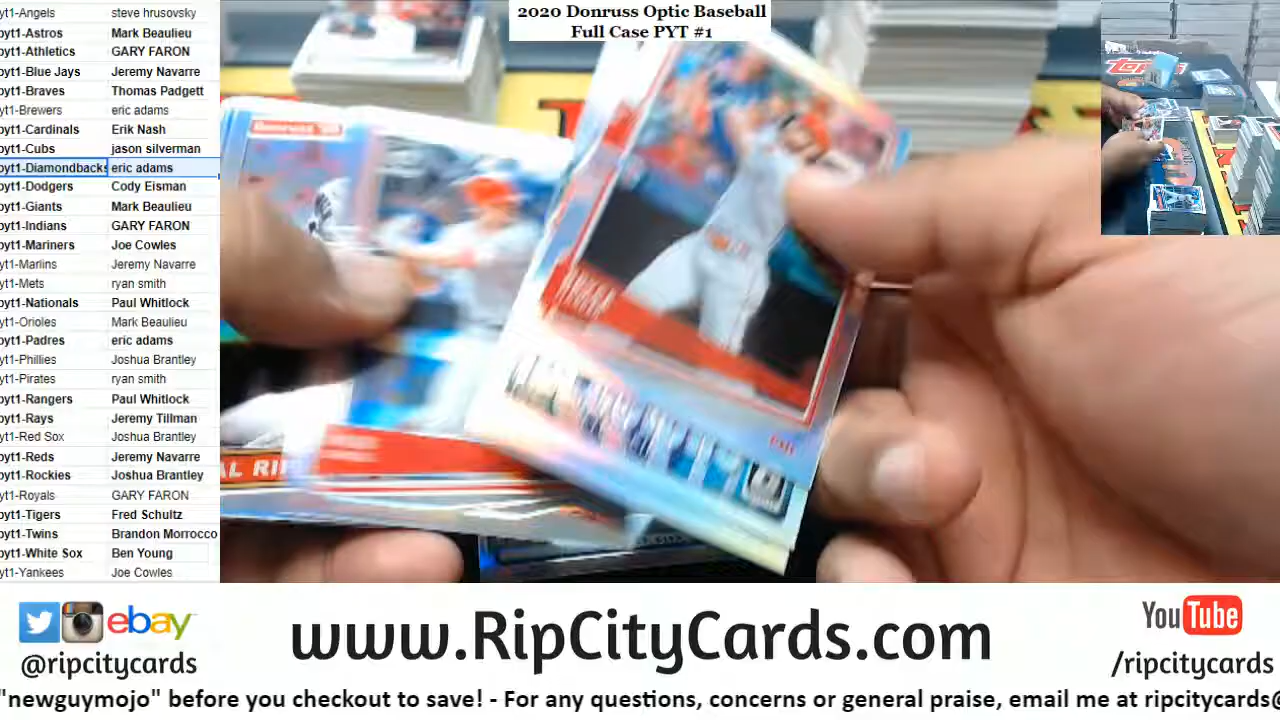 2020 Donruss Optic Baseball
Full Case PYT #1
yt1-Angels steve hrusovsky
pyt1-Astros Mark Beaulieu
pyt1-Athletics GARY FARON
pyt1-Blue Jays Jeremy Navarre
pyt1-Braves Thomas Padgett
yt1-Brewers eric adams
pyt1-Cardinals Erik Nash
pyt1-Cubs jason silverman
pyt1-Diamondbacks eric adams
pyt1-Dodgers Cody Eisman
pyt1-Giants Mark Beaulieu
pyt1-Indians GARY FARON
pyt1-Mariners Joe Cowles
yt1-Marlins Jeremy Navarre
yt1-Mets ryan smith
pyt1-Nationals Paul Whitlock
yt1-Orioles Mark Beaulieu
pyt1-Padres eric adams
yt1-Phillies Joshua Brantley
yt1-Pirates ryan smith
pyt1-Rangers Paul Whitlock
pyt1-Rays Jeremy Tillman
yt1-Red Sox Joshua Brantley
pyt1-Reds Jeremy Navarre
pyt1-Rockies Joshua Brantley
yt1-Royals GARY FARON
pyt1-Tigers Fred Schultz
pyt1-Twins Brandon Morrocco
pyt1-White Sox Ben Young
yt1-Yankees Joe Cowles
Topps
Donruss
AL RI
ebay
@ripcitycards
www.RipCityCards.com
YouTube
/ripcitycards
"newguymojo" before you checkout to save! - For any questions, concerns or general praise, email me at ripcitycards@